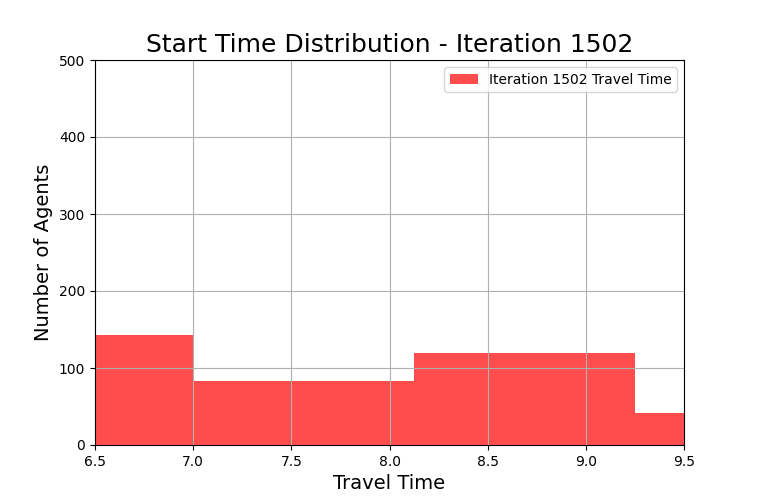 Start Time Distribution - Iteration 1502
Iteration 1502 Travel Time
Number of Agents
500
400
300
200
100
0
6.5 7.0 7.5 8.0 8.5 9.0 9.5
Travel Time